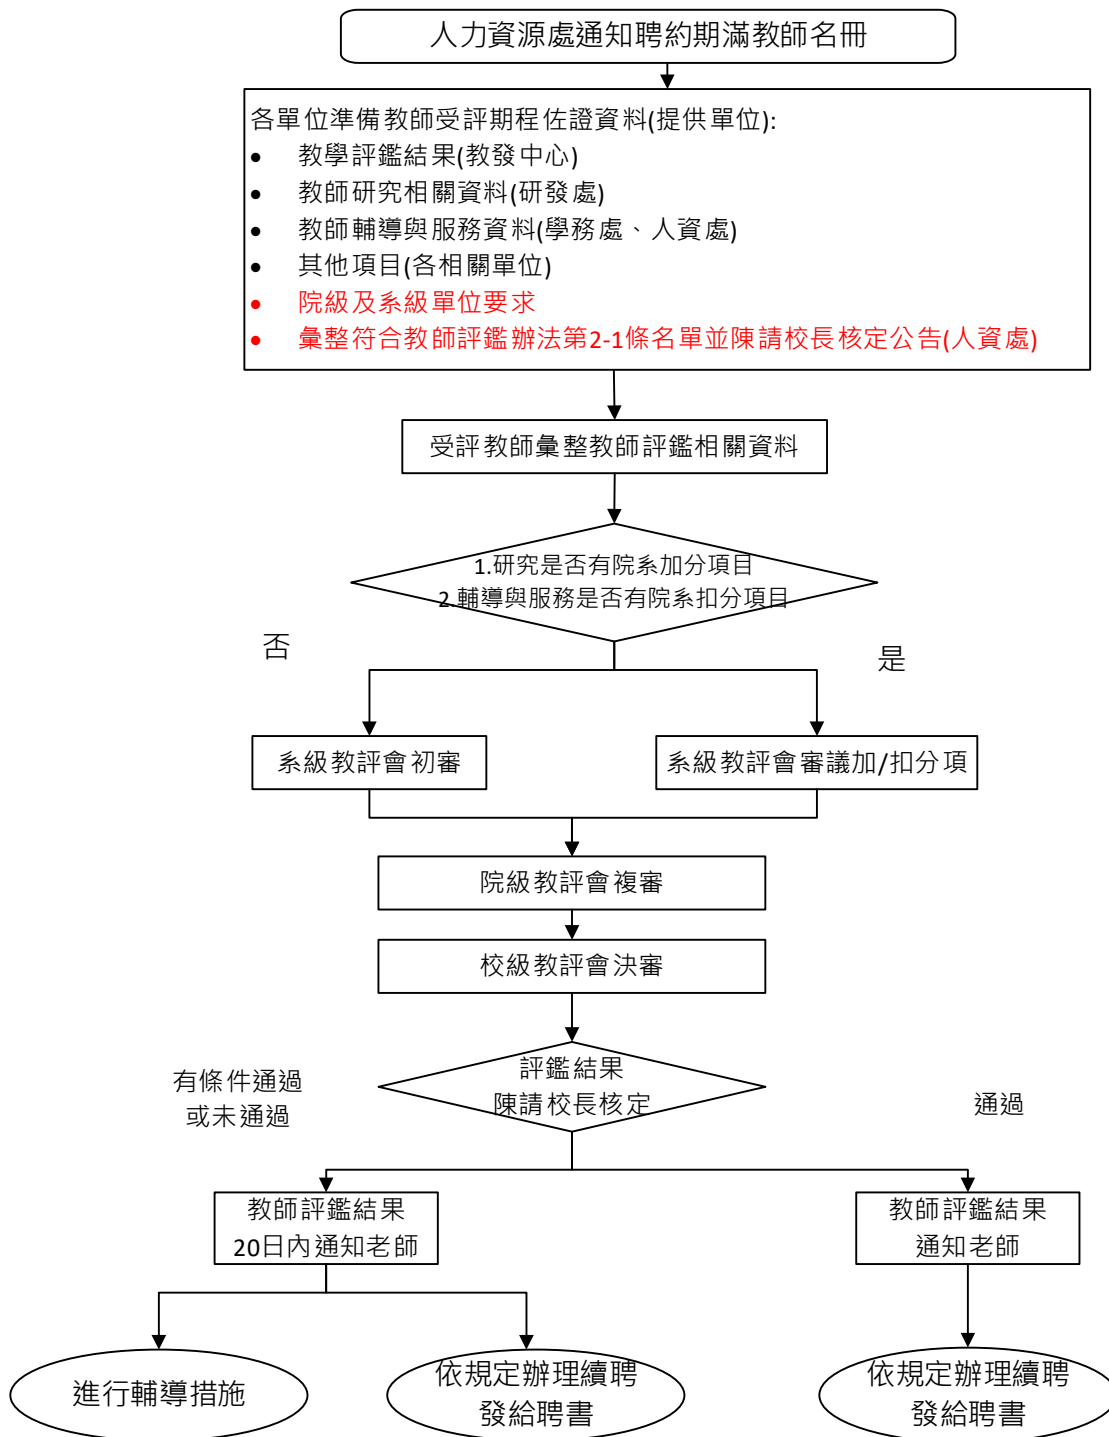 人力資源處通知聘約期滿教師名冊
各單位準備教師受評期程佐證資料(提供單位):
• 教學評鑑結果(教發中心)
• 教師研究相關資料(研發處)
• 教師輔導與服務資料(學務處、人資處)
• 其他項目(各相關單位)
• 院級及系級單位要求
• 彙整符合教師評鑑辦法第2-1條名單並陳請校長核定公告(人資處)
受評教師彙整教師評鑑相關資料
1.研究是否有院系加分項目
2.輔導與服務是否有院系扣分項目
否
是
系級教評會初審
系級教評會審議加/扣分項
院級教評會複審
校級教評會決審
評鑑結果
陳請校長核定
有條件通過
或未通過
通過
教師評鑑結果
20日內通知老師
教師評鑑結果
通知老師
進行輔導措施
依規定辦理續聘
發給聘書
依規定辦理續聘
發給聘書